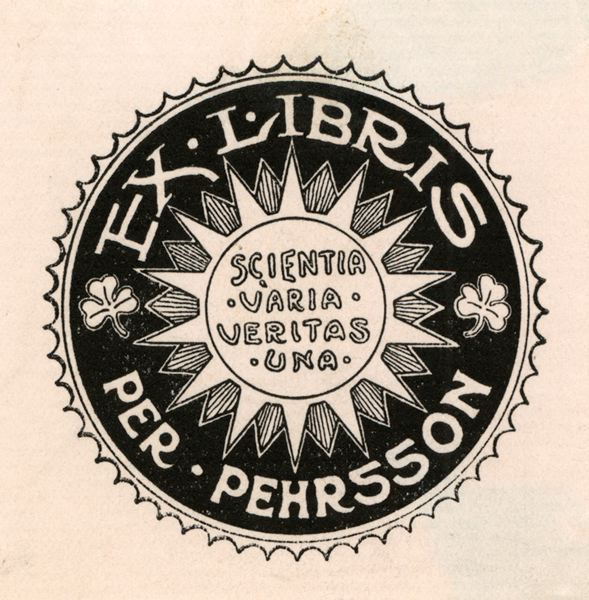 EX · LIBRIS
SCIENTIA
· VARIA ·
VERITAS
· UNA ·
PER · PEHRSSON